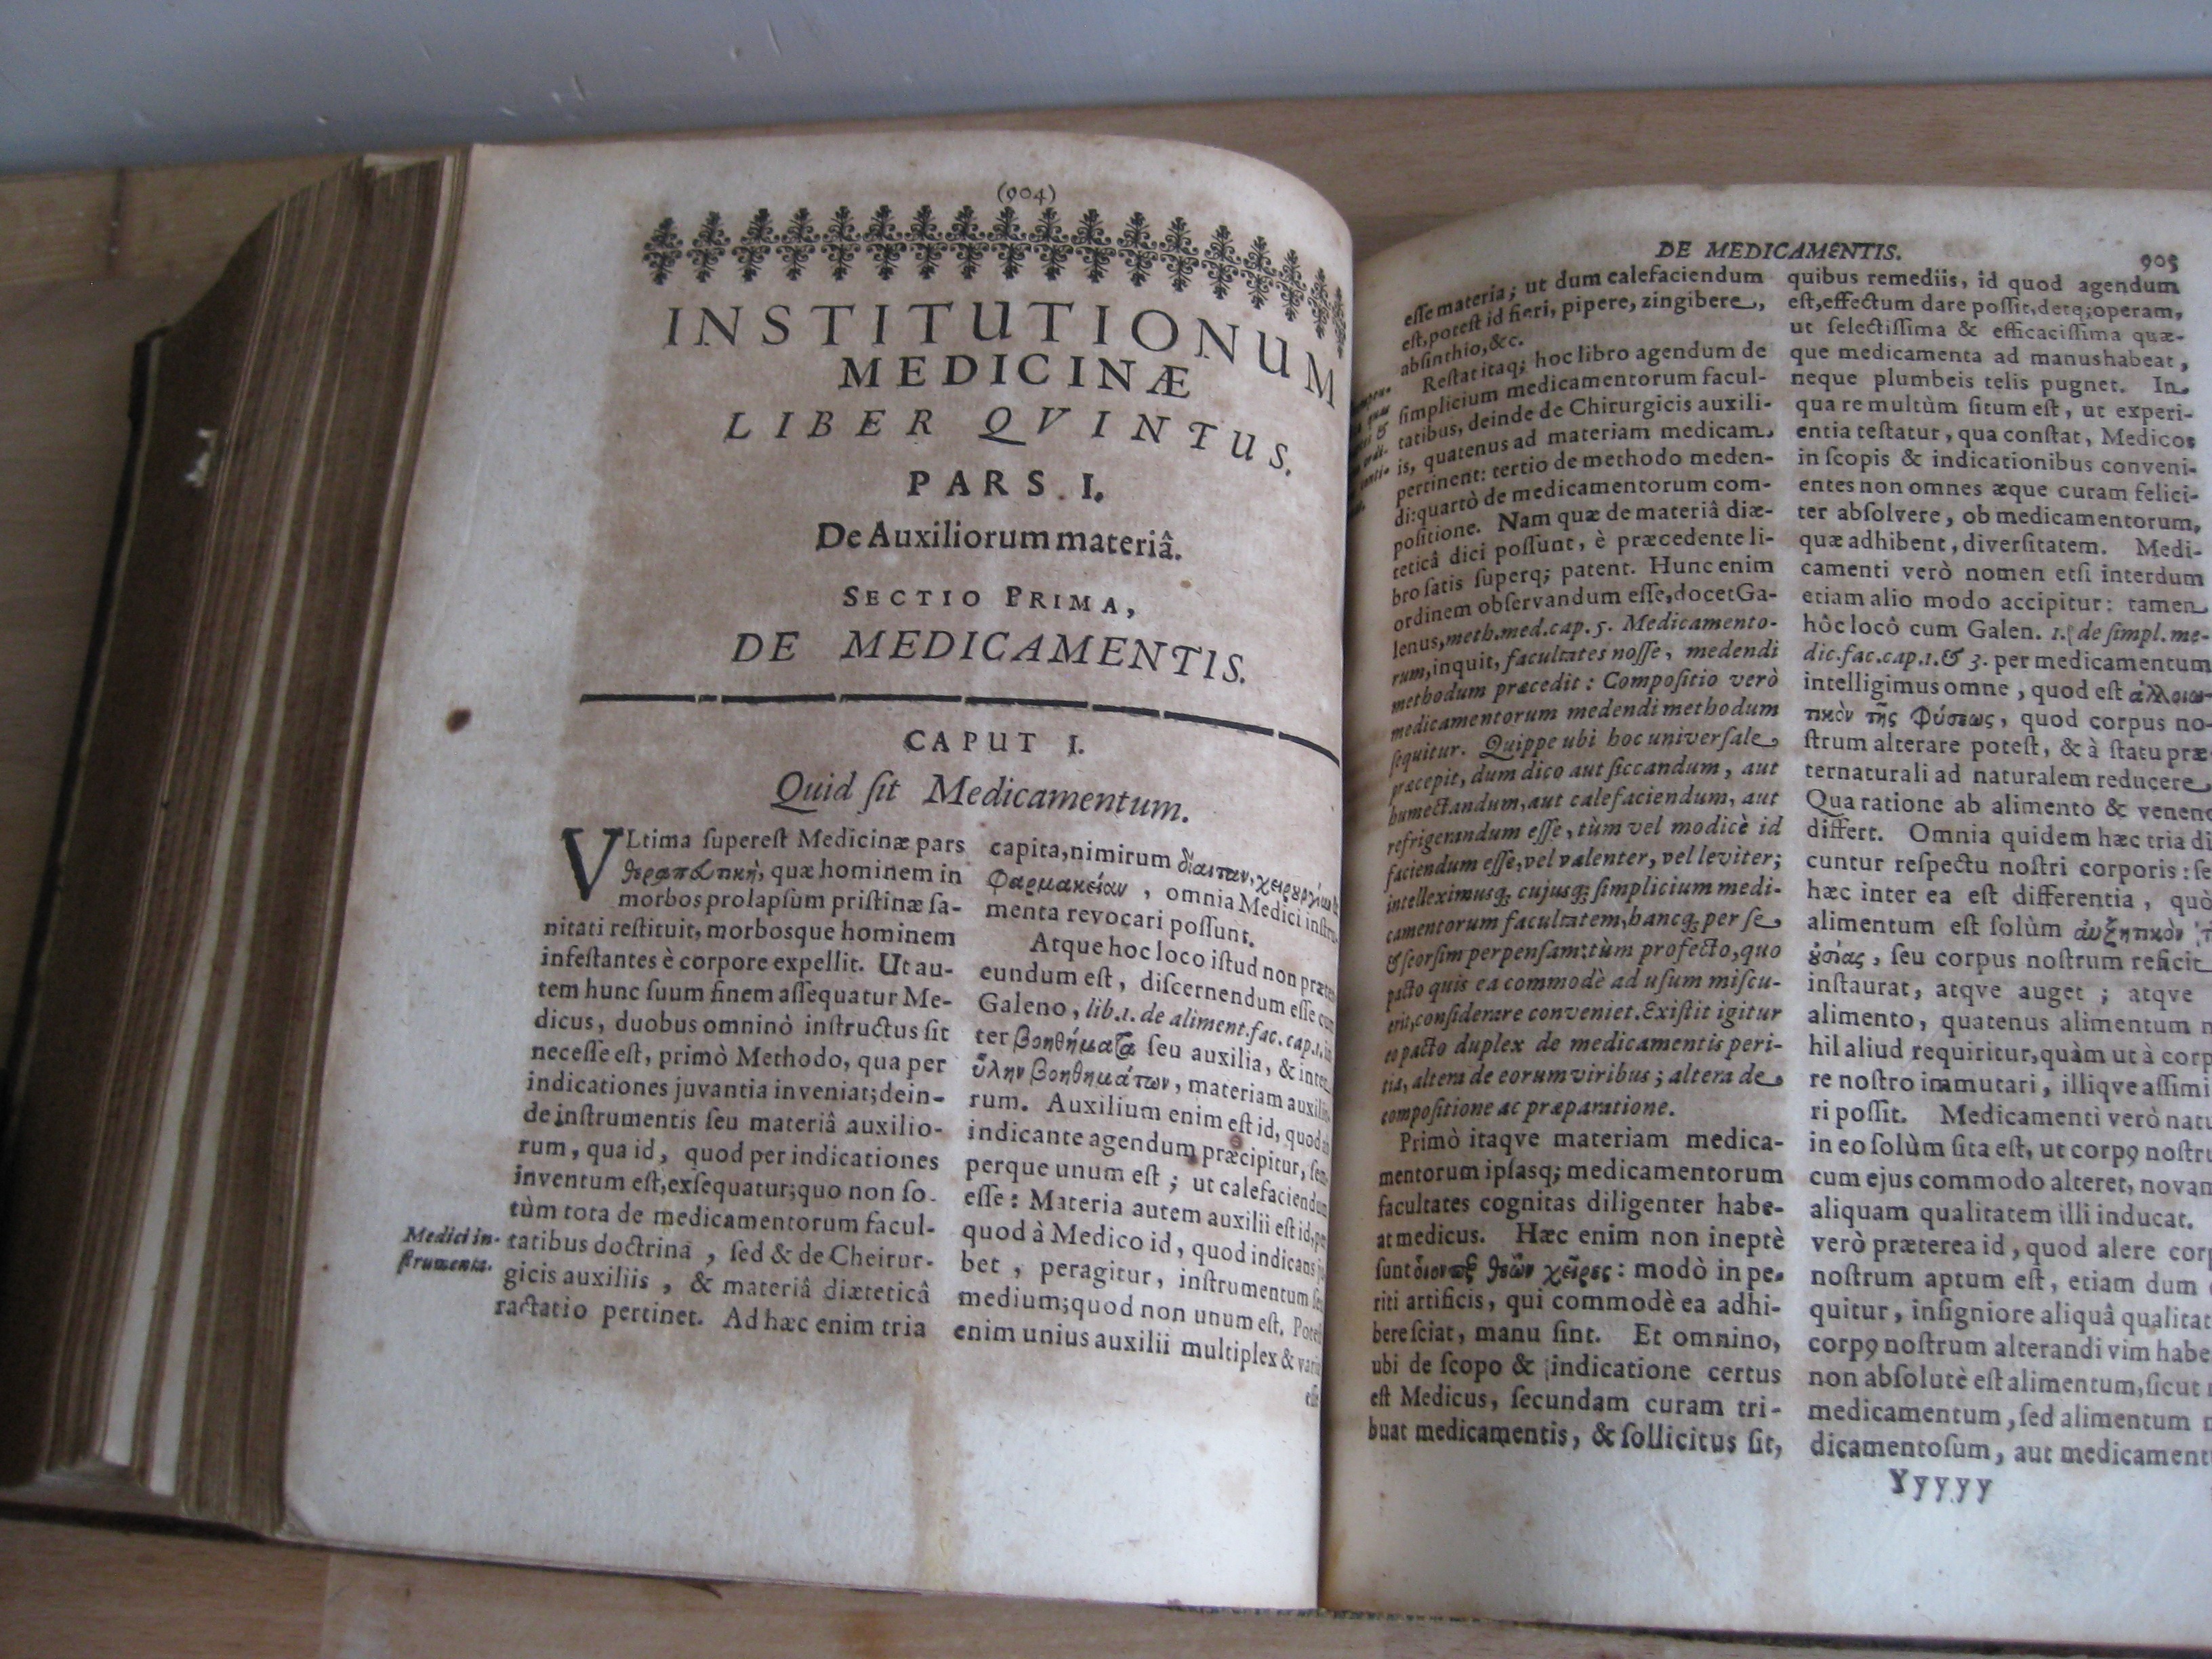 (904)
INSTITUTIONUM
MEDICINÆ
LIBER QVINTUS.
PARS I.
De Auxiliorum materiâ.
SECTIO PRIMA,
DE MEDICAMENTIS.
CAPUT I.
Quid ſit Medicamentum.
VLtima ſupereſt Medicinæ pars
quæ hominem in
morbos prolapſum priſtinæ ſa-
nitati reſtituit, morbosque hominem
infeſtantes è corpore expellit. Ut au-
tem hunc ſuum finem aſſequatur Me-
dicus, duobus omninò inſtructus ſit
neceſſe eſt, primò Methodo, qua per
indicationes juvantia inveniat; dein-
de inſtrumentis ſeu materiâ auxilio-
rum, qua id, quod per indicationes
inventum eſt, exſequatur; quo non ſo-
tùm tota de medicamentorum facul-
tatibus doctrina, ſed & de Cheirur-
gicis auxiliis, & materiâ diæteticâ
ractatio pertinet. Ad hæc enim tria
Medici in-
ſtrumenta.
capita, nimirum δίαιταν,
Φαρμακείαν, omnia Medici inſtru-
menta revocari poſſunt.
Atque hoc loco iſtud non
eundum eſt, diſcernendum eſſe cum
Galeno, lib. 1. de aliment. fac. cap. 1.
ter βοηθήματα ſeu auxilia, & inter
ὕλην βοηθημάτων, materiam
rum. Auxilium enim eſt id, quod
indicante agendum præcipitur,
perque unum eſt; ut calefaciendum
eſſe: Materia autem auxilii eſt id,
quod à Medico id, quod indicans
bet, peragitur, inſtrumentum
medium; quod non unum eſt.
enim unius auxilii multiplex &
DE MEDICAMENTIS. 905
eſſe materia; ut dum calefaciendum
eſt, poteſt id fieri, pipere, zingibere,
abſinthio, &c.
Reſtat itaq; hoc libro agendum de
ſimplicium medicamentorum facul-
tatibus, deinde de Chirurgicis auxili-
is, quatenus ad materiam medicam
pertinent: tertio de methodo meden-
di: quartò de medicamentorum com-
poſitione. Nam quæ de materiâ diæ-
teticâ dici poſſunt, è præcedente li-
bro ſatis ſuperq; patent. Hunc enim
ordinem obſervandum eſſe, docet Ga-
lenus, meth. med. cap. 5. Medicamento-
rum, inquit, facultates noſſe, medendi
methodum præcedit: Compoſitio verò
medicamentorum medendi methodum
ſequitur. Quippe ubi hoc univerſale
præcepit, dum dico aut ſiccandum, aut
humectandum, aut calefaciendum, aut
refrigerandum eſſe, tùm vel modicè id
faciendum eſſe, vel valenter, vel leviter;
intelleximusq; cujusq; ſimplicium medi-
camentorum facultatem, hancq; per ſe
& ſeorſim perpenſam: tùm profecto, quo
pacto quis ea commodè ad uſum miſcu-
erit, conſiderare conveniet. Exiſtit igitur
eo pacto duplex de medicamentis peri-
tia, altera de eorum viribus; altera de
compoſitione ac præparatione.
Primò itaqve materiam medica-
mentorum ipſasq; medicamentorum
facultates cognitas diligenter habe-
at medicus. Hæc enim non ineptè
ſunt θεῶν χεῖρες: modò in pe-
riti artificis, qui commodè ea adhi-
bere ſciat, manu ſint. Et omnino,
ubi de ſcopo & indicatione certus
eſt Medicus, ſecundam curam tri-
buat medicamentis, & ſollicitus ſit,
quibus remediis, id quod agendum
eſt, effectum dare poſſit, detq; operam,
ut ſelectiſſima & efficaciſſima quæ-
que medicamenta ad manus habeat,
neque plumbeis telis pugnet. In
qua re multùm ſitum eſt, ut experi-
entia teſtatur, qua conſtat, Medicos
in ſcopis & indicationibus conveni-
entes non omnes æque curam felici-
ter abſolvere, ob medicamentorum,
quæ adhibent, diverſitatem. Medi-
camenti verò nomen etſi interdum
etiam alio modo accipitur: tamen
hôc locô cum Galen. 1. de ſimpl. me-
dic. fac. cap. 1. & 3. per medicamentum
intelligimus omne, quod eſt ἀλλοιω-
τικὸν τῆς Φύσεως, quod corpus no-
ſtrum alterare poteſt, & à ſtatu præ-
ternaturali ad naturalem reducere
Qua ratione ab alimento & veneno
differt. Omnia quidem hæc tria di
cuntur reſpectu noſtri corporis: ſe
hæc inter ea eſt differentia, quò
alimentum eſt ſolùm ἀυξητικὸν
ȣ̓σίας, ſeu corpus noſtrum reficit
inſtaurat, atqve auget; atqve
alimento, quatenus alimentum
hil aliud requiritur, quàm ut à corp
re noſtro immutari, illiqve aſſimi
ri poſſit. Medicamenti verò natu
in eo ſolùm ſita eſt, ut corpꝰ noſtru
cum ejus commodo alteret, novam
aliquam qualitatem illi inducat.
verò præterea id, quod alere corp
noſtrum aptum eſt, etiam dum
quitur, inſigniore aliquâ qualitat
corpꝰ noſtrum alterandi vim habe
non abſolutè eſt alimentum, ſicut
medicamentum, ſed alimentum
dicamentoſum, aut medicament
Yyyyy